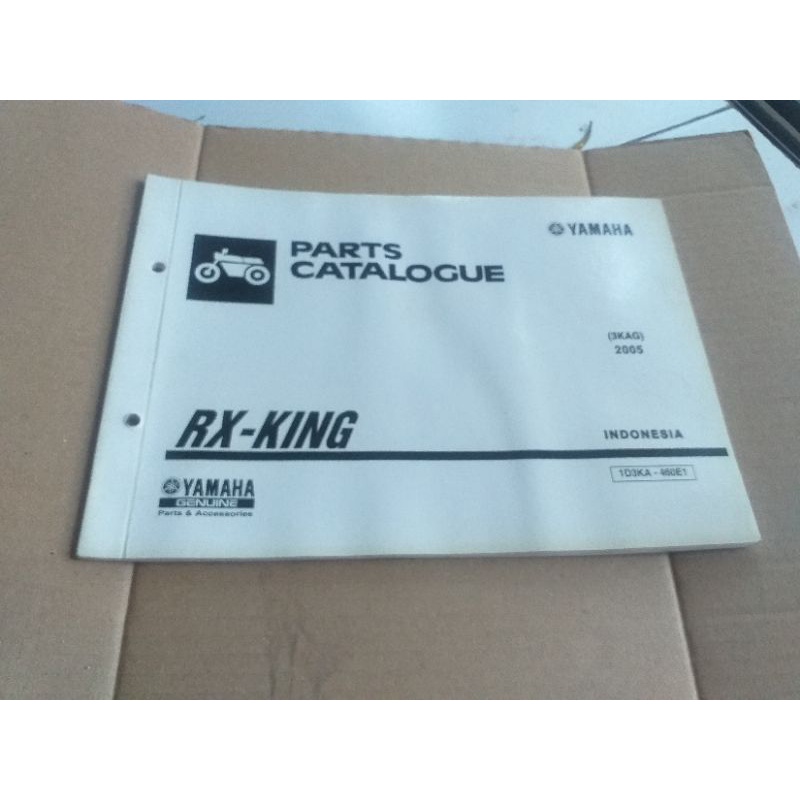 PARTS
CATALOGUE
YAMAHA
(3KAG)
2005
RX-KING
INDONESIA
1D3KA - 460E1
YAMAHA
GENUINE
Parts & Accessories